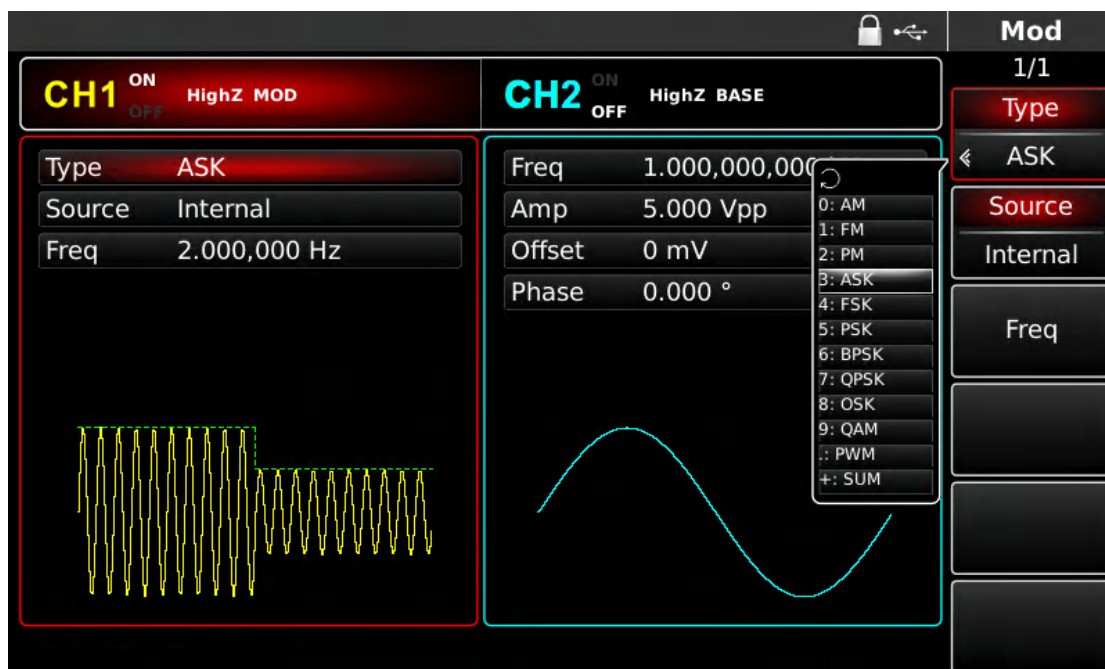 Mod
1/1
CH1 ON OFF HighZ MOD
CH2 ON OFF HighZ BASE
Type
ASK
Type ASK
Source Internal
Freq 2.000,000 Hz
Freq 1.000,000,000
Amp 5.000 Vpp
Offset 0 mV
Phase 0.000 °
0: AM
1: FM
2: PM
3: ASK
4: FSK
5: PSK
6: BPSK
7: QPSK
8: OSK
9: QAM
.: PWM
+: SUM
Source
Internal
Freq